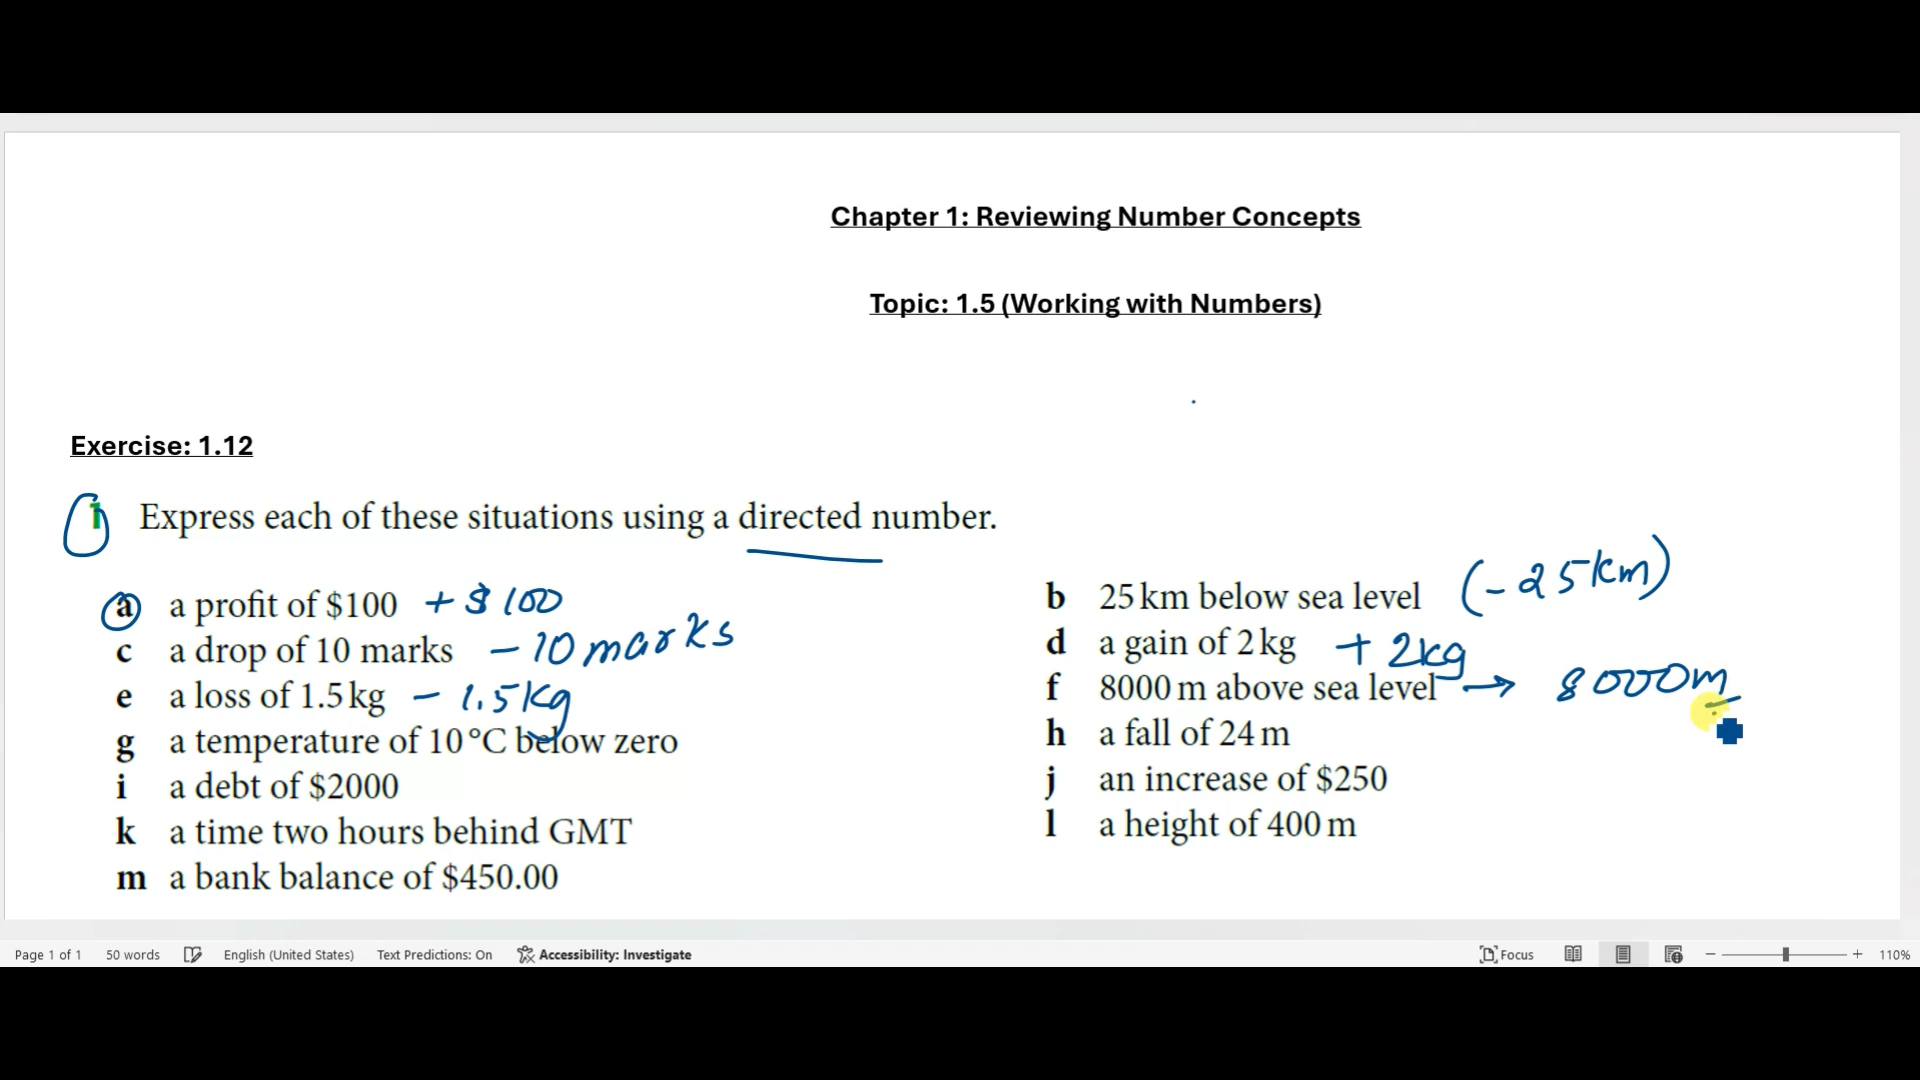 Chapter 1: Reviewing Number Concepts
Topic: 1.5 (Working with Numbers)
Exercise: 1.12
1 Express each of these situations using a directed number.
a a profit of $100 + $ 100
b 25 km below sea level (- 25km)
c a drop of 10 marks - 10 marks
d a gain of 2 kg + 2kg
e a loss of 1.5 kg - 1.5kg
f 8000 m above sea level → 8000m
g a temperature of 10 °C below zero
h a fall of 24 m
i a debt of $2000
j an increase of $250
k a time two hours behind GMT
l a height of 400 m
m a bank balance of $450.00
Page 1 of 1 50 words English (United States) Text Predictions: On Accessibility: Investigate Focus - + 110%